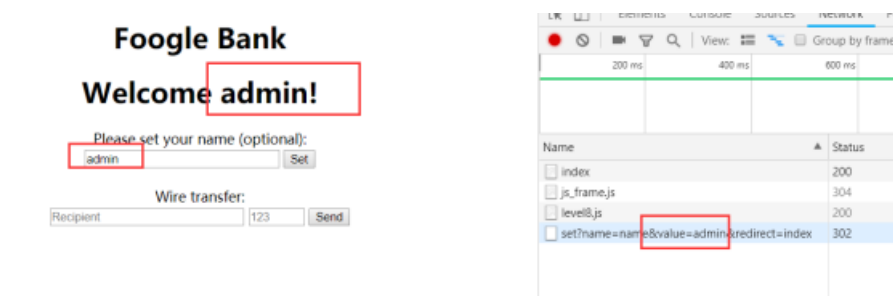 Foogle Bank
Welcome admin!
Please set your name (optional):
admin
Set
Wire transfer:
Recipient
123
Send
Elements Console Sources Network
View:
Group by frame
200 ms
400 ms
600 ms
Name
Status
index
200
js_frame.js
304
level8.js
200
set?name=name&value=admin&redirect=index
302